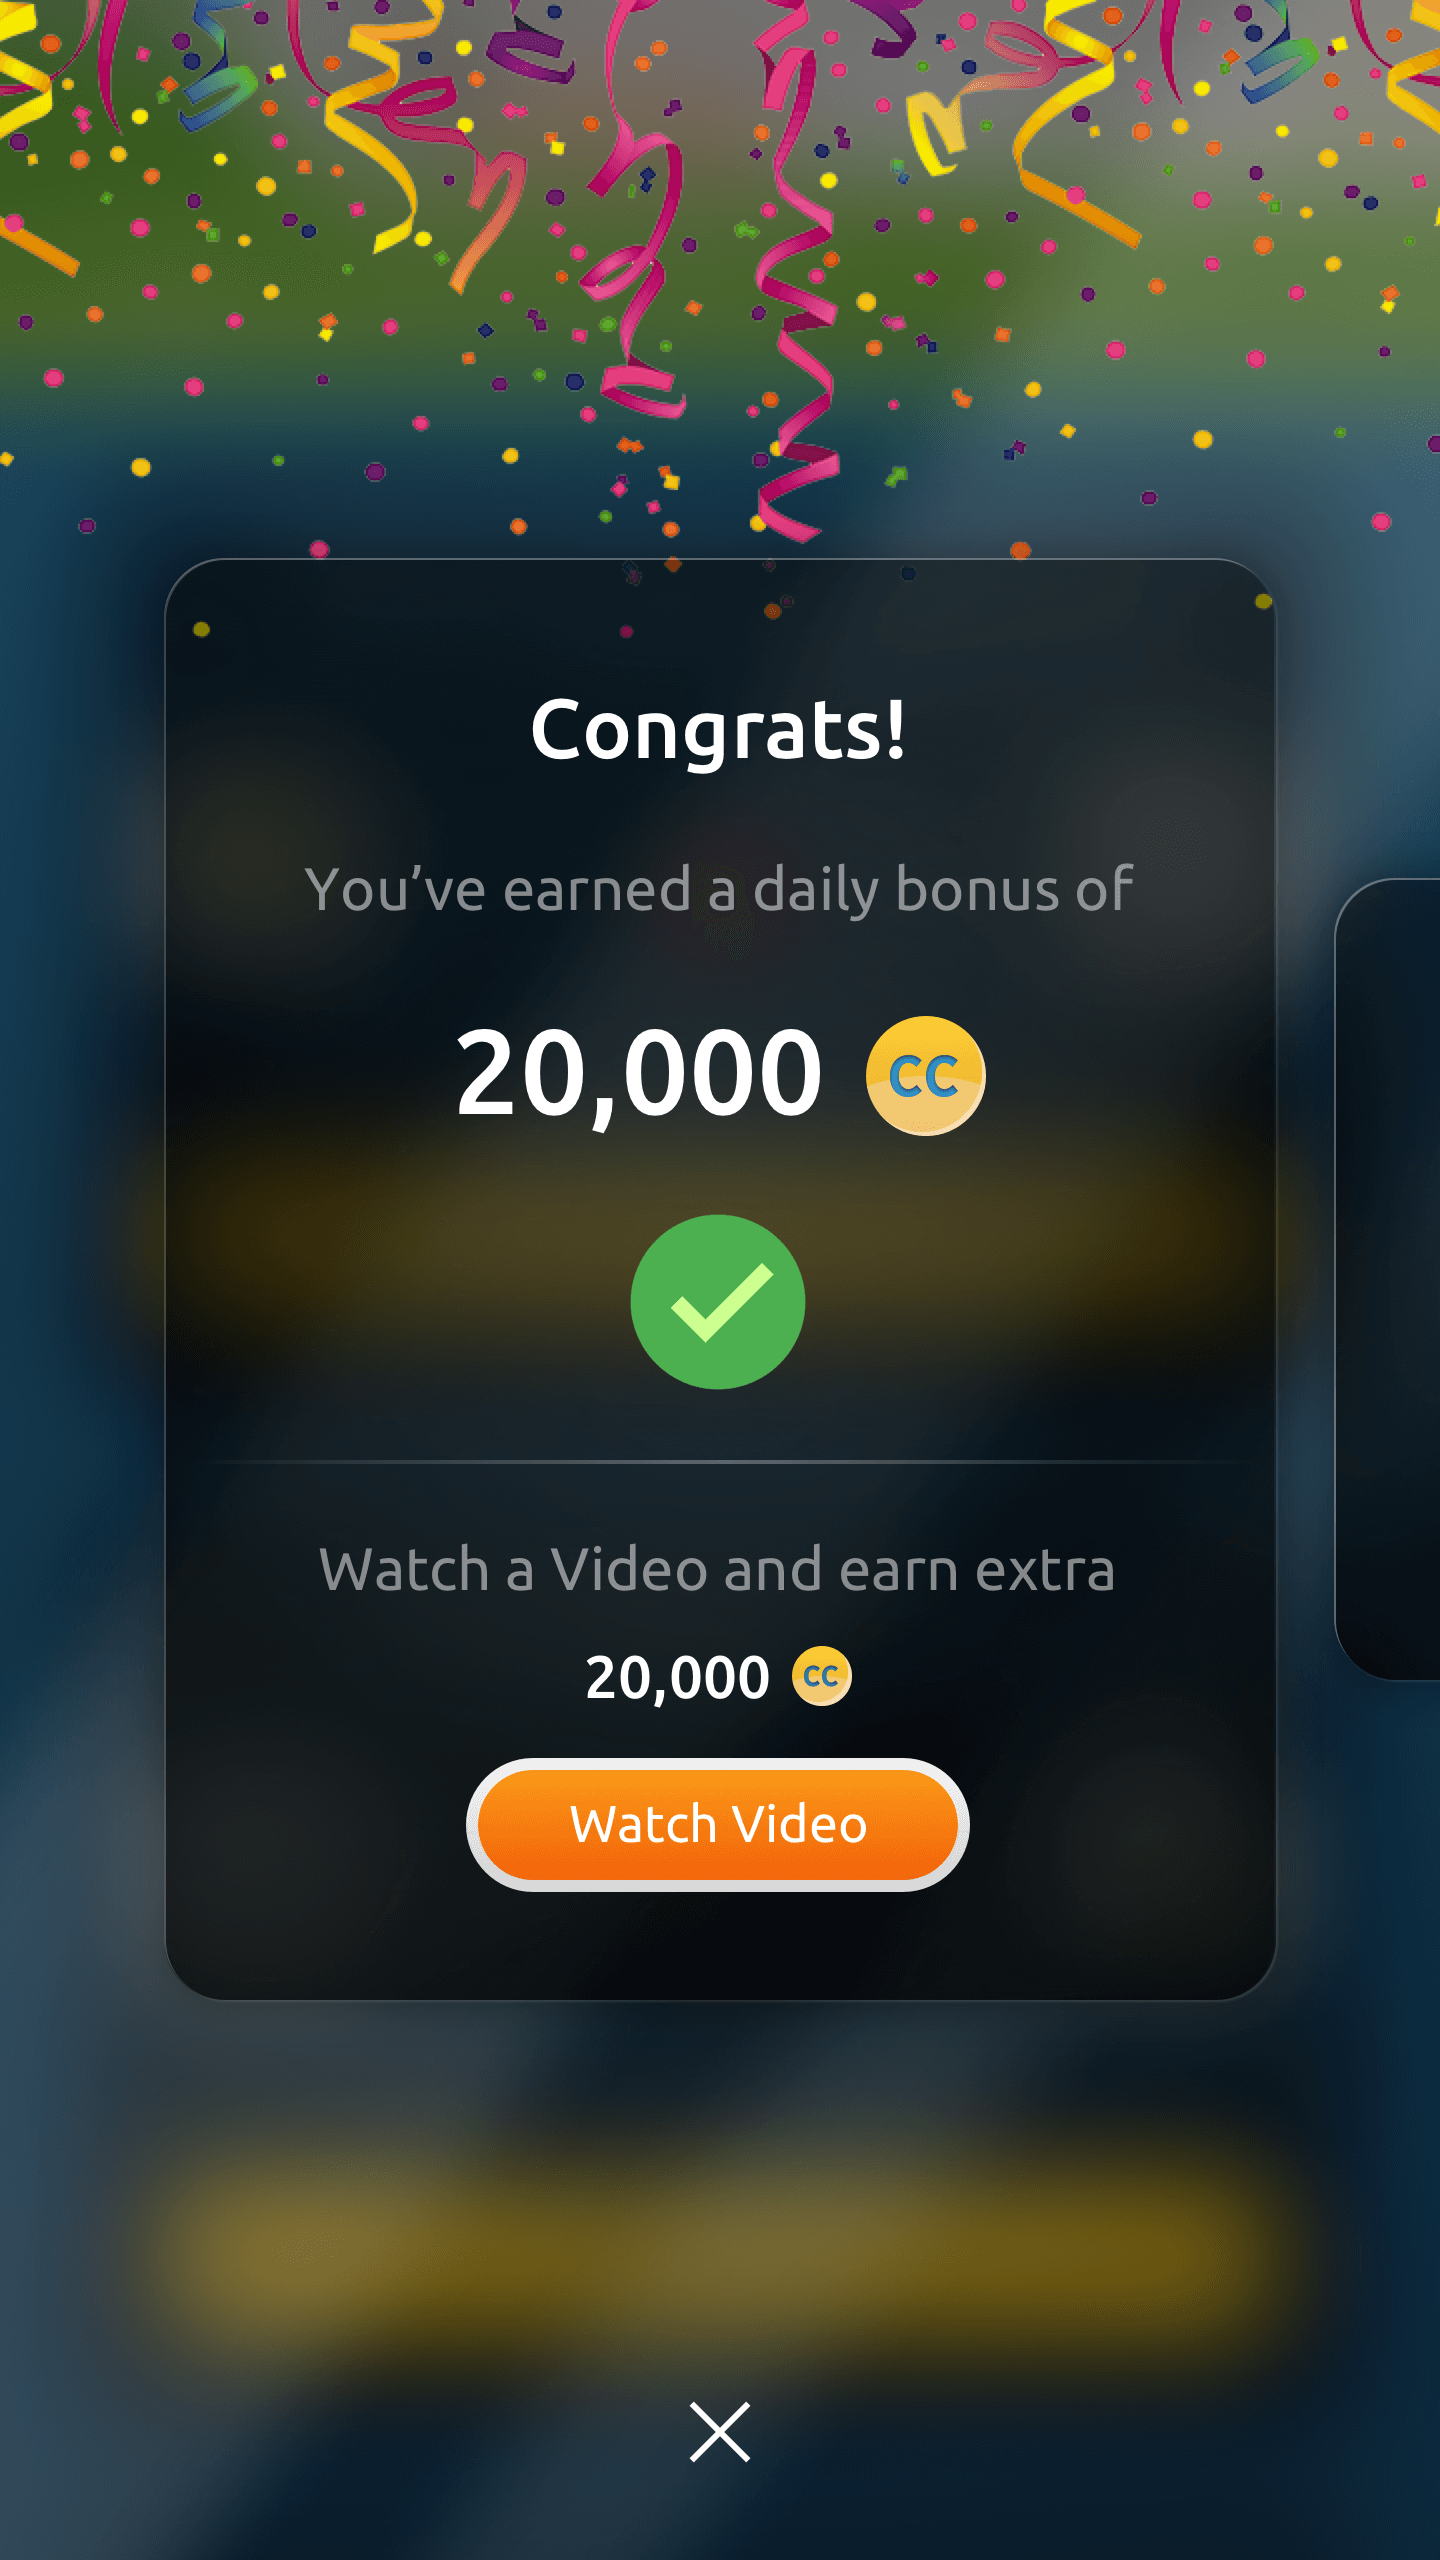 Congrats!
You’ve earned a daily bonus of
20,000 CC
Watch a Video and earn extra
20,000 CC
Watch Video